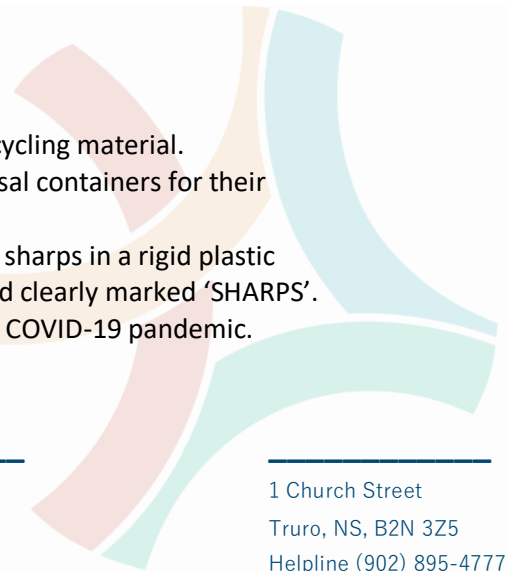 cycling material.
sal containers for their
sharps in a rigid plastic
d clearly marked ‘SHARPS’.
COVID-19 pandemic.
1 Church Street
Truro, NS, B2N 3Z5
Helpline (902) 895-4777